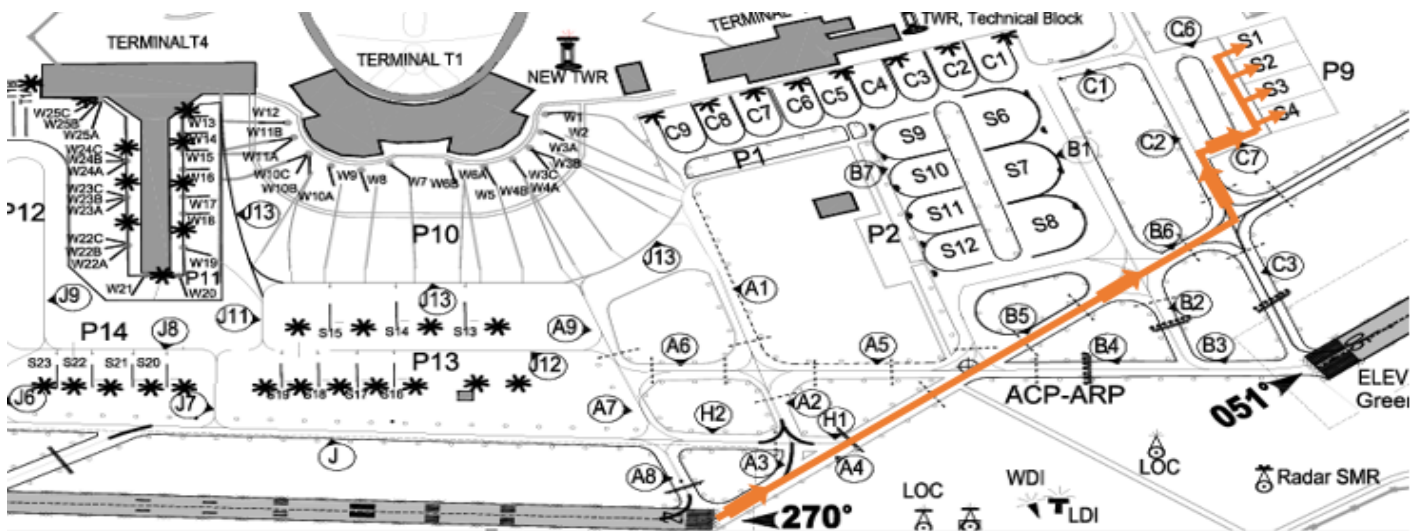 TERMINALT4
TERMINAL T1
NEW TWR
TERMINAL
TWR, Technical Block
C6
S1
S2
S3
S4
P9
C7
C1
C2
C3
C9
C8
C7
C6
C5
C4
C3
C2
C1
P1
P2
B7
B1
S9
S10
S11
S12
S6
S7
S8
W25C
W25B
W25A
W24C
W24B
W24A
W23C
W23B
W23A
W22C
W22B
W22A
W21
W13
W14
W15
W16
W17
W18
W19
W20
P11
P12
W12
W11B
W11A
W10C
W10B
W10A
W9
W8
W7
W6B
W6A
W5
W4B
W4A
W3C
W3B
W3A
W2
W1
J13
P10
J13
J13
A1
J9
J11
P14
J8
S15
S14
S13
A9
A6
A5
B5
B6
B2
B4
B3
P13
J12
S23
S22
S21
S20
S19
S18
S17
S16
J6
J7
A7
H2
A2
H1
J
A8
A3
A4
ACP-ARP
051°
ELEV
Green
270°
LOC
LOC
WDI
LDI
Radar SMR